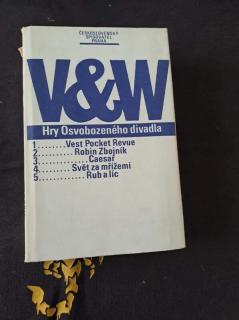 ČESKOSLOVENSKÝ
SPISOVATEL
PRAHA
V&W
Hry Osvobozeného divadla
1........Vest Pocket Revue
2..........Robin Zbojník
3.............Caesar
4.........Svět za mřížemi
5............Rub a líc